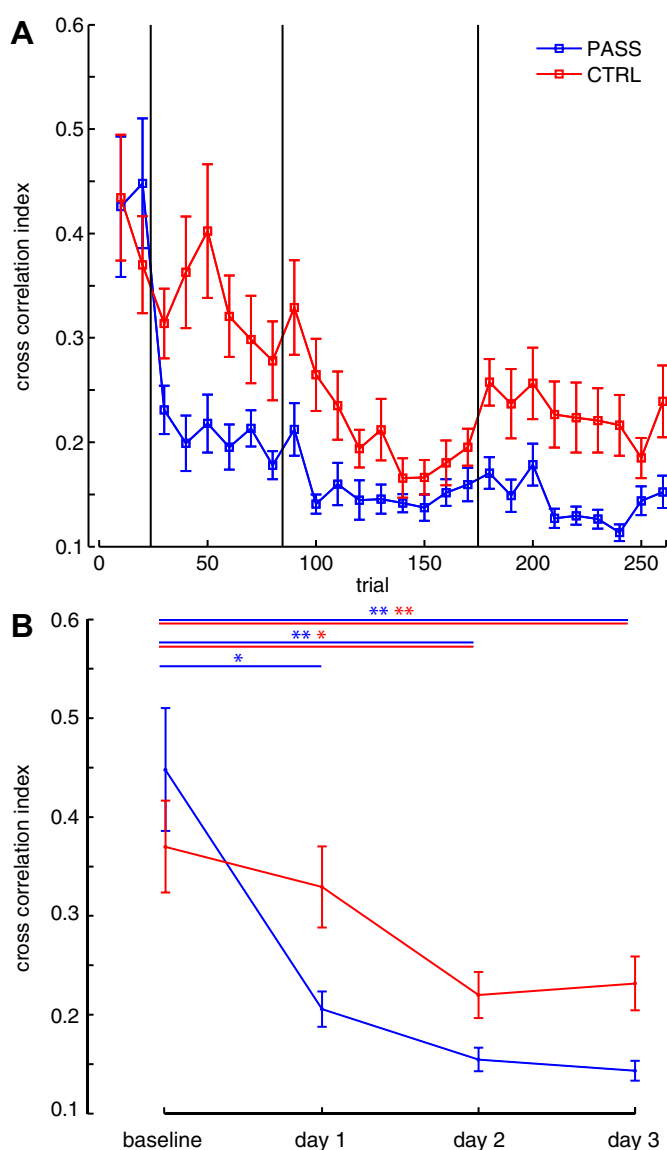 A
0.6
0.5
0.4
0.3
0.2
0.1
cross correlation index
PASS
CTRL
0
50
100
150
200
250
trial
B
0.6
0.5
0.4
0.3
0.2
0.1
cross correlation index
** **
** *
*
baseline
day 1
day 2
day 3